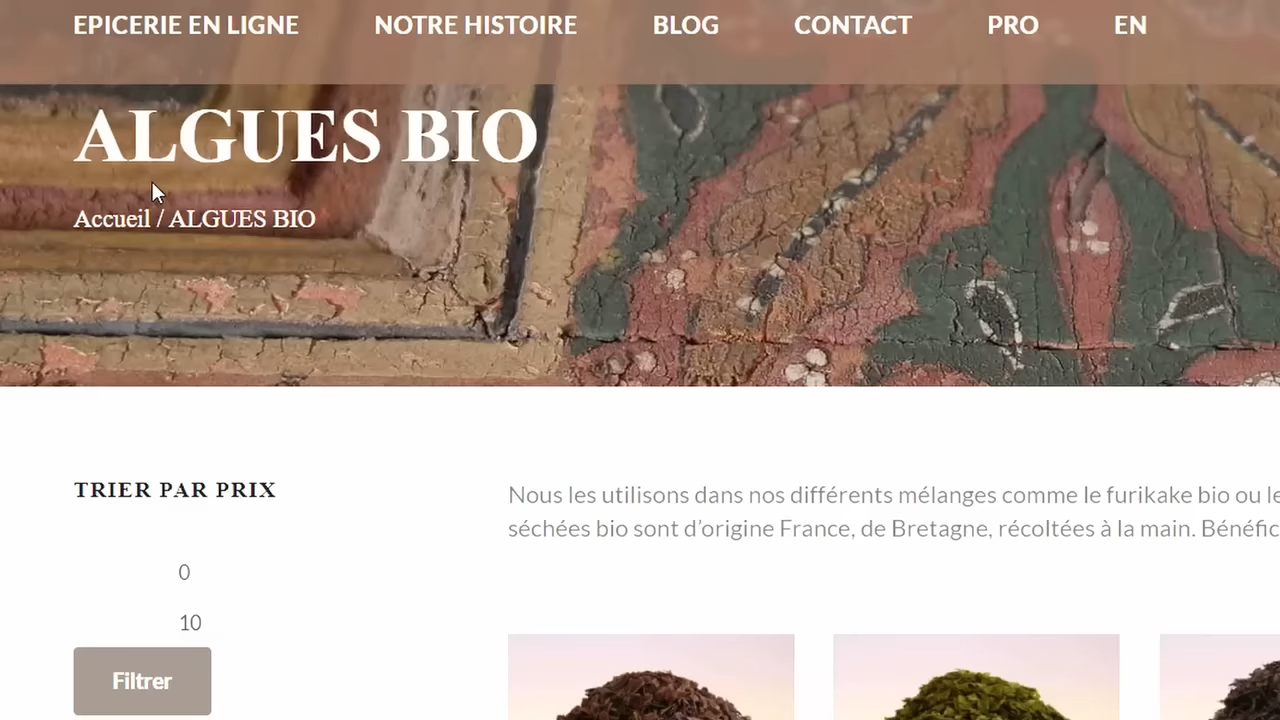 EPICERIE EN LIGNE NOTRE HISTOIRE BLOG CONTACT PRO EN
ALGUES BIO
Accueil / ALGUES BIO
TRIER PAR PRIX
0
10
Filtrer
Nous les utilisons dans nos différents mélanges comme le furikake bio ou
séchées bio sont d’origine France, de Bretagne, récoltées à la main.